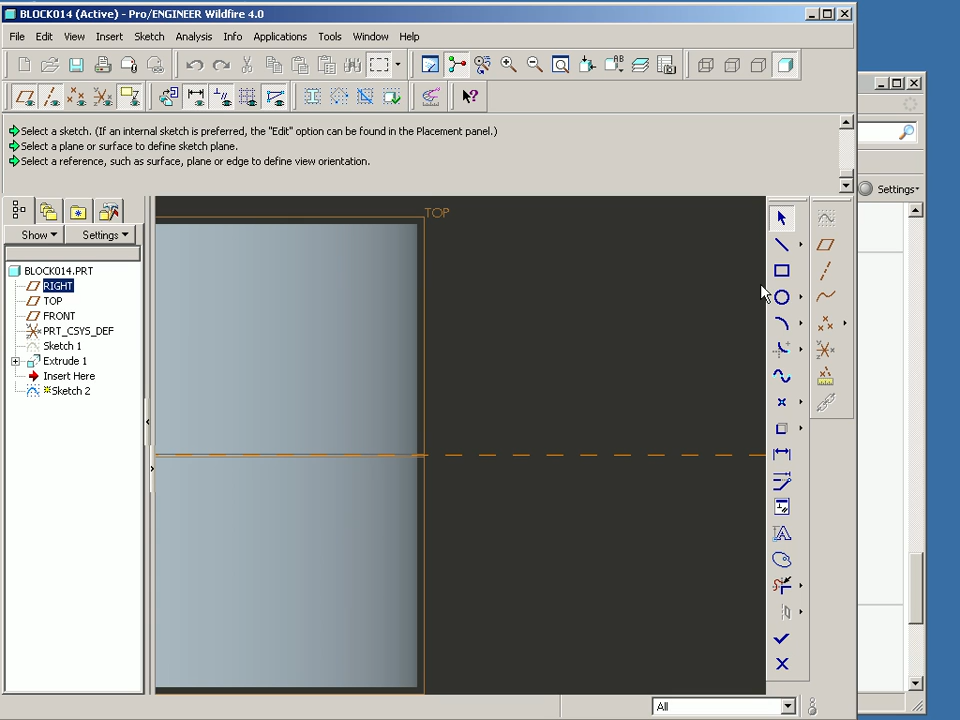 BLOCK014 (Active) - Pro/ENGINEER Wildfire 4.0
File Edit View Insert Sketch Analysis Info Applications Tools Window Help
Select a sketch. (If an internal sketch is preferred, the "Edit" option can be found in the Placement panel.)
Select a plane or surface to define sketch plane.
Select a reference, such as surface, plane or edge to define view orientation.
Settings
TOP
Show Settings
BLOCK014.PRT
RIGHT
TOP
FRONT
PRT_CSYS_DEF
Sketch 1
Extrude 1
Insert Here
Sketch 2
All